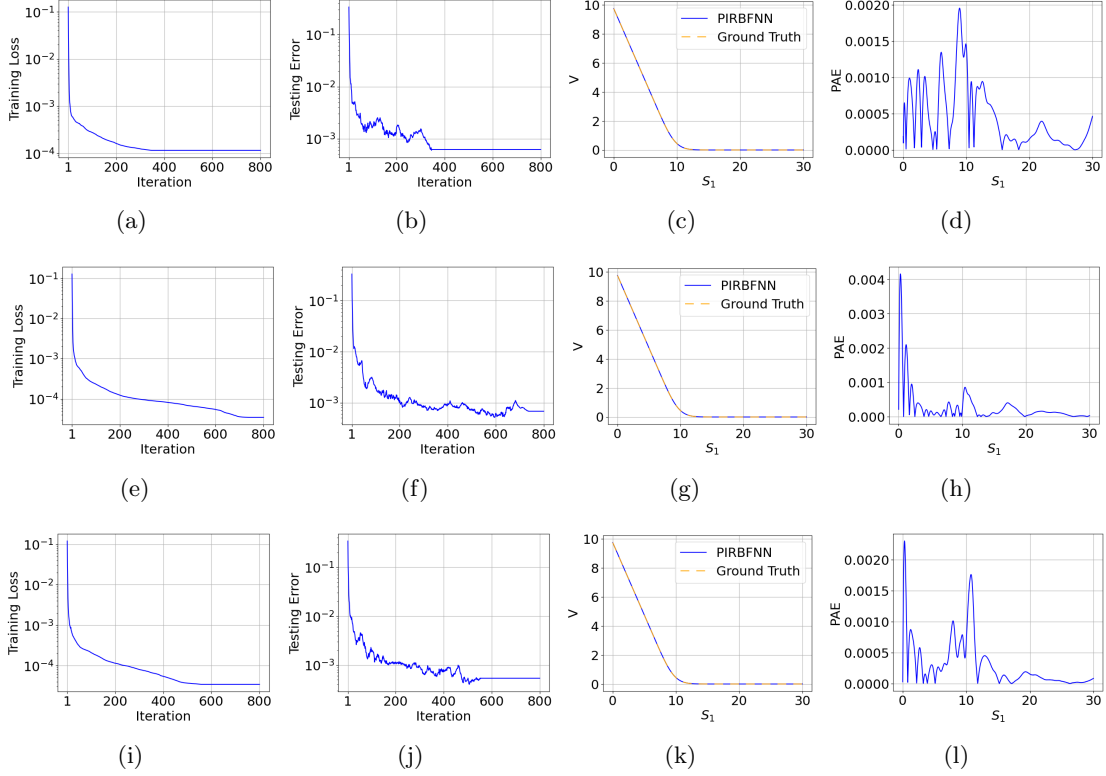 10⁻¹
10⁻²
10⁻³
10⁻⁴
Training Loss
1 200 400 600 800
Iteration
(a)
10⁻¹
10⁻²
10⁻³
Testing Error
1 200 400 600 800
Iteration
(b)
10
8
6
4
2
0
V
PIRBFNN
Ground Truth
0 10 20 30
S₁
(c)
0.0020
0.0015
0.0010
0.0005
0.0000
PAE
0 10 20 30
S₁
(d)
10⁻¹
10⁻²
10⁻³
10⁻⁴
Training Loss
1 200 400 600 800
Iteration
(e)
10⁻¹
10⁻²
10⁻³
Testing Error
1 200 400 600 800
Iteration
(f)
10
8
6
4
2
0
V
PIRBFNN
Ground Truth
0 10 20 30
S₁
(g)
0.004
0.003
0.002
0.001
0.000
PAE
0 10 20 30
S₁
(h)
10⁻¹
10⁻²
10⁻³
10⁻⁴
Training Loss
1 200 400 600 800
Iteration
(i)
10⁻¹
10⁻²
10⁻³
Testing Error
1 200 400 600 800
Iteration
(j)
10
8
6
4
2
0
V
PIRBFNN
Ground Truth
0 10 20 30
S₁
(k)
0.0020
0.0015
0.0010
0.0005
0.0000
PAE
0 10 20 30
S₁
(l)